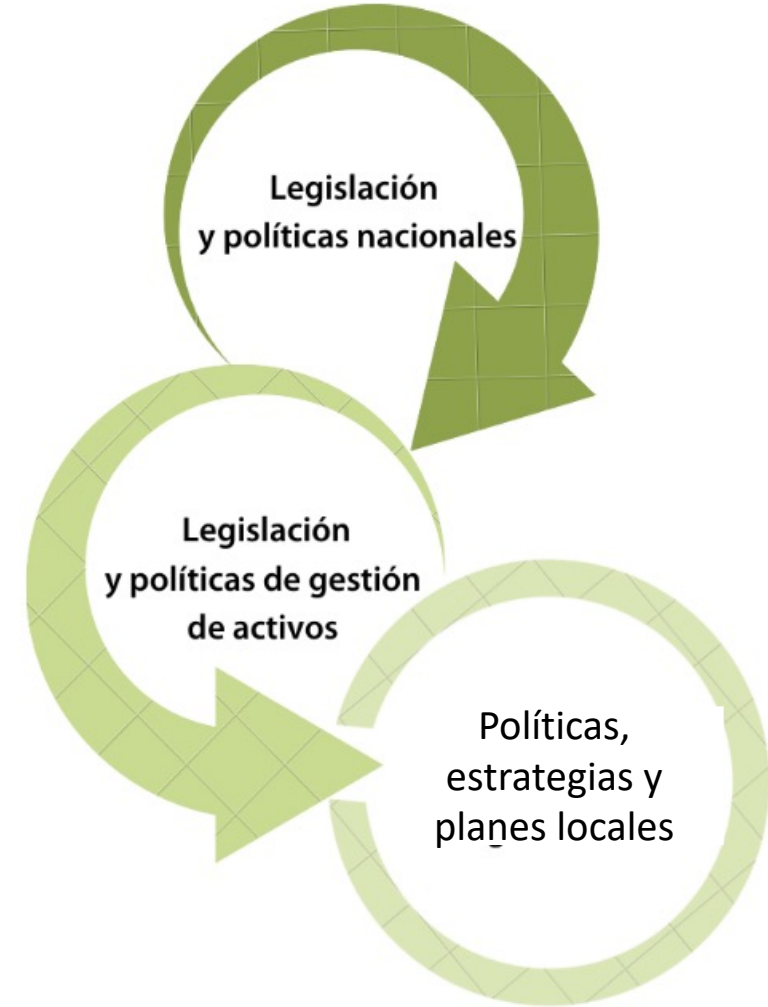 Legislación
y políticas nacionales
Legislación
y políticas de gestión
de activos
Políticas,
estrategias y
planes locales